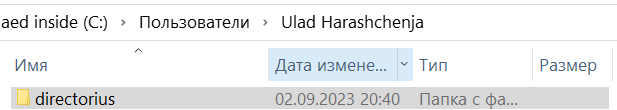 aed inside (C:) › Пользователи › Ulad Harashchenja
Имя Дата измене... Тип Размер
directorius 02.09.2023 20:40 Папка с фа...